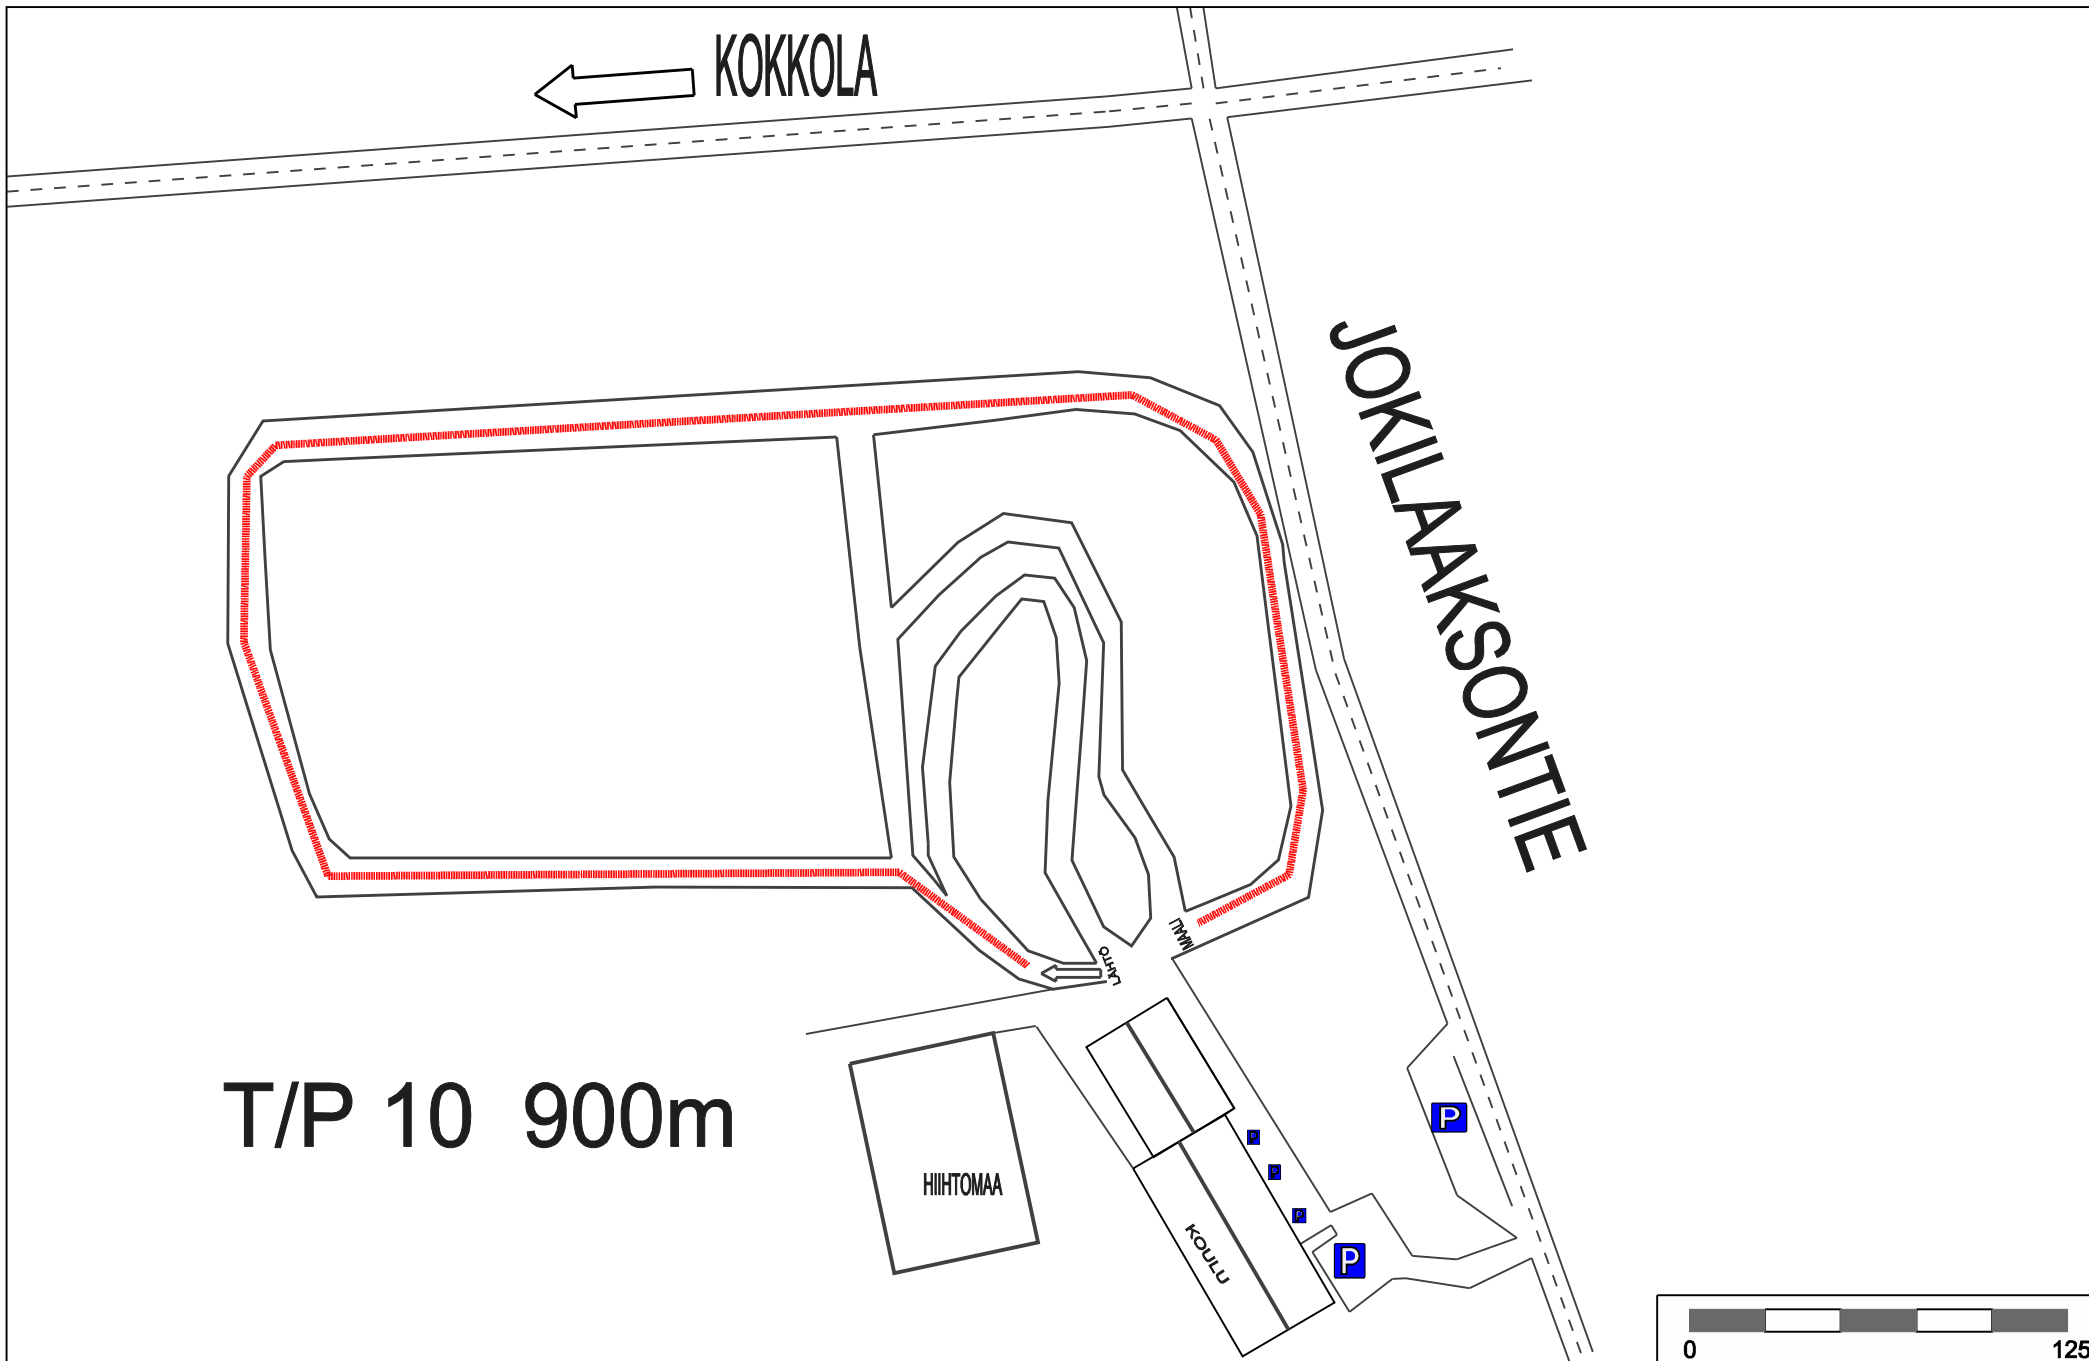 KOKKOLA
JOKILAAKSONTIE
MAALI
LÄHTÖ
T/P 10 900m
HIIHTOMAA
KOULU
P
P
P
P
P
0 125